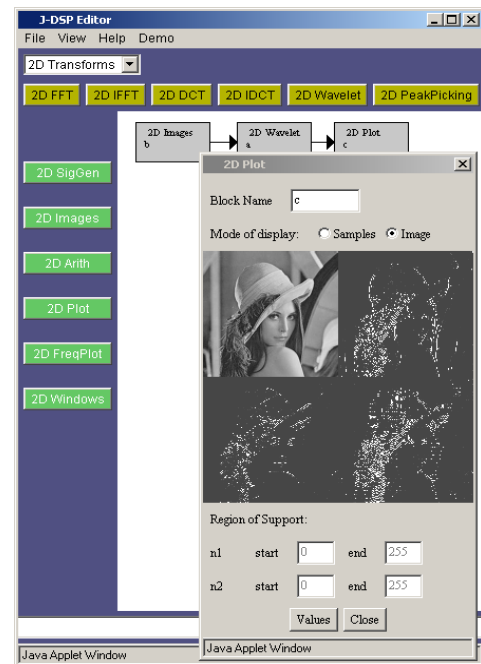 J-DSP Editor
File View Help Demo
2D Transforms
2D FFT 2D IFFT 2D DCT 2D IDCT 2D Wavelet 2D PeakPicking
2D Images b
2D Wavelet a
2D Plot c
2D SigGen
2D Images
2D Arith
2D Plot
2D FreqPlot
2D Windows
2D Plot
Block Name c
Mode of display: Samples Image
Region of Support:
n1 start 0 end 255
n2 start 0 end 255
Values Close
Java Applet Window
Java Applet Window